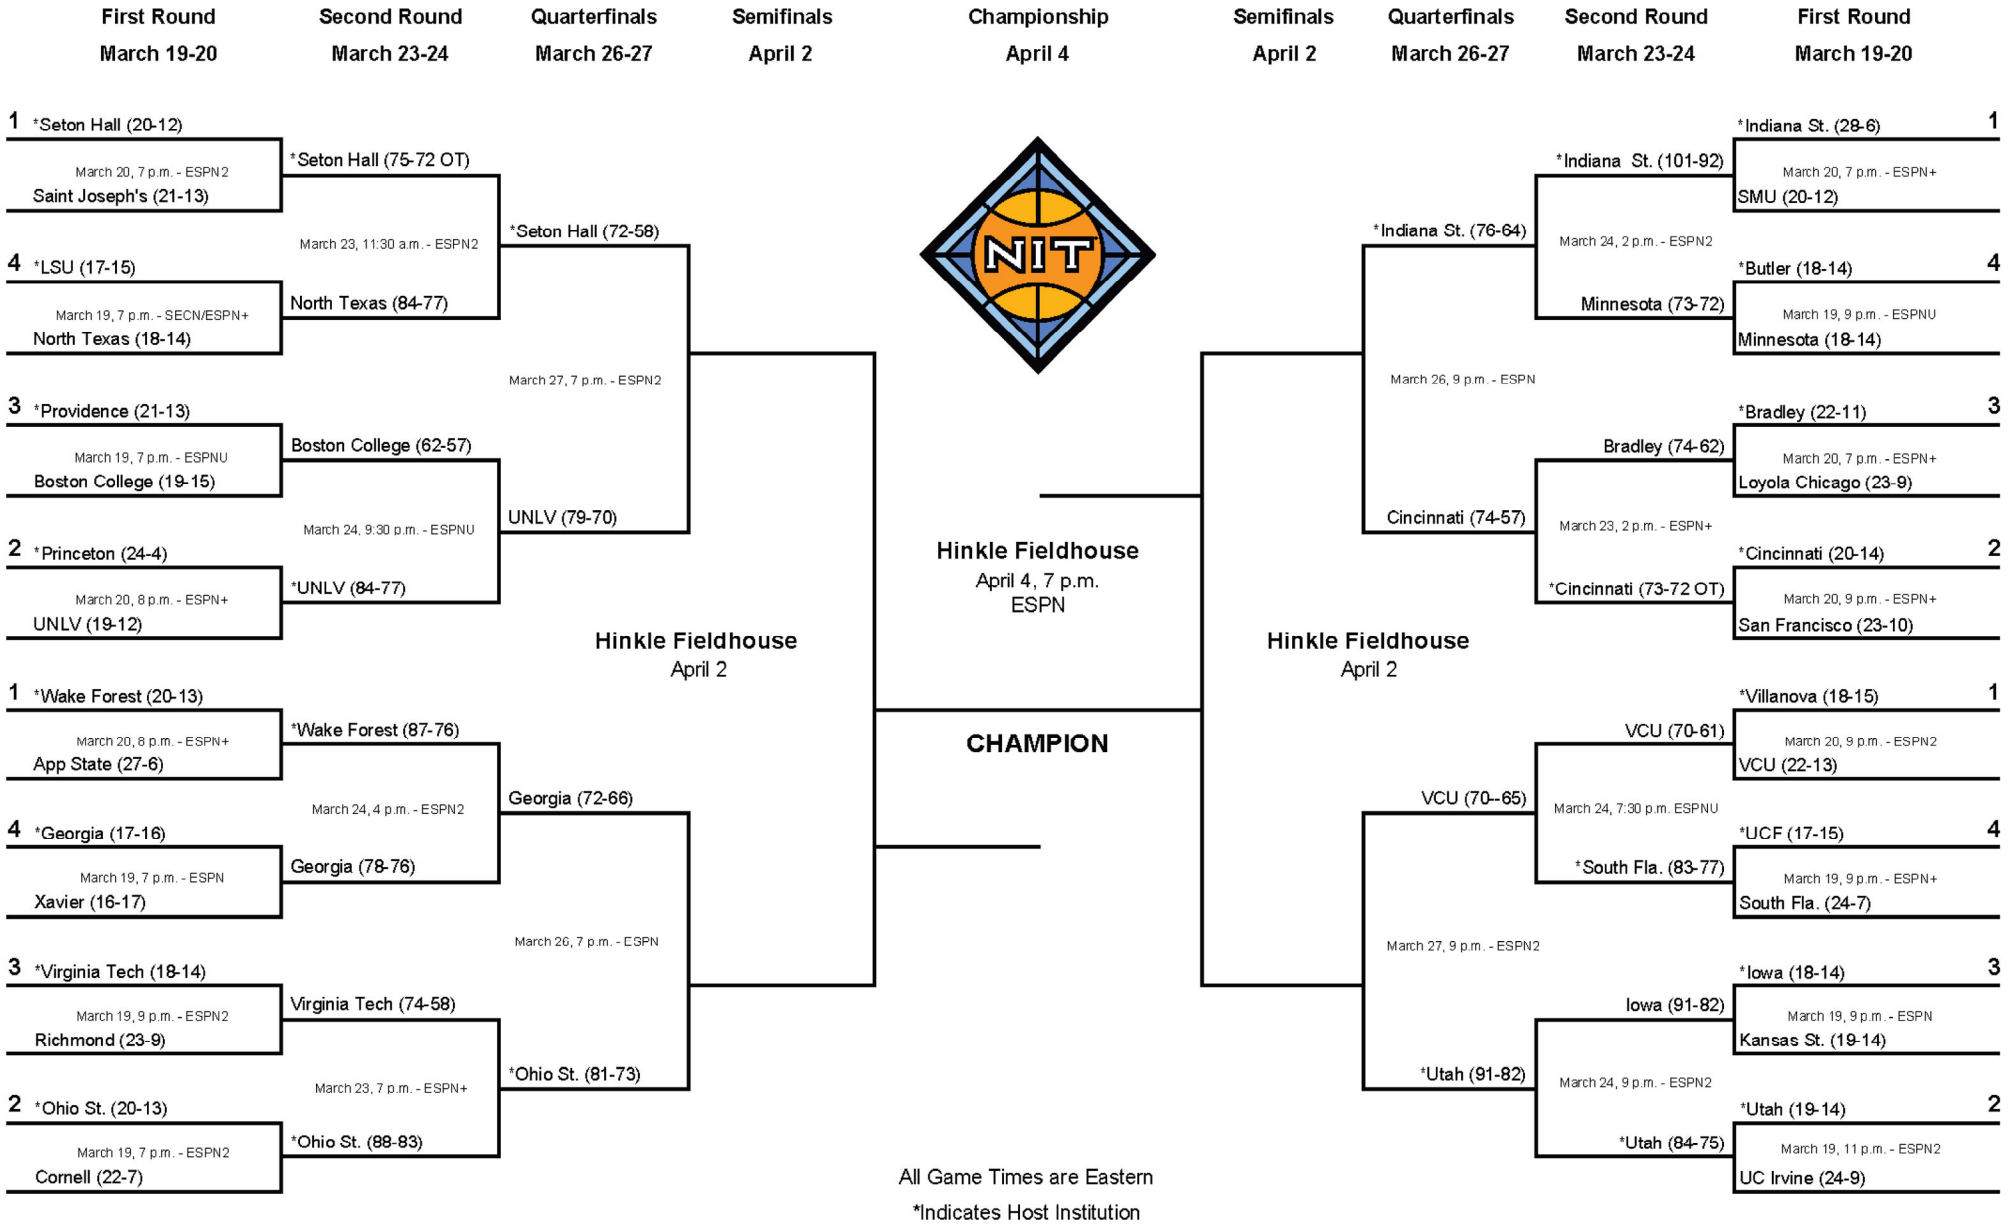 First Round
March 19-20
Second Round
March 23-24
Quarterfinals
March 26-27
Semifinals
April 2
Championship
April 4
Semifinals
April 2
Quarterfinals
March 26-27
Second Round
March 23-24
First Round
March 19-20
1 *Seton Hall (20-12)
March 20, 7 p.m. - ESPN2
Saint Joseph's (21-13)
4 *LSU (17-15)
March 19, 7 p.m. - SECN/ESPN+
North Texas (18-14)
3 *Providence (21-13)
March 19, 7 p.m. - ESPNU
Boston College (19-15)
2 *Princeton (24-4)
March 20, 8 p.m. - ESPN+
UNLV (19-12)
1 *Wake Forest (20-13)
March 20, 8 p.m. - ESPN+
App State (27-6)
4 *Georgia (17-16)
March 19, 7 p.m. - ESPN
Xavier (16-17)
3 *Virginia Tech (18-14)
March 19, 9 p.m. - ESPN2
Richmond (23-9)
2 *Ohio St. (20-13)
March 19, 7 p.m. - ESPN2
Cornell (22-7)
*Seton Hall (75-72 OT)
March 23, 11:30 a.m. - ESPN2
North Texas (84-77)
Boston College (62-57)
March 24, 9:30 p.m. - ESPNU
*UNLV (84-77)
*Wake Forest (87-76)
March 24, 4 p.m. - ESPN2
Georgia (78-76)
Virginia Tech (74-58)
March 23, 7 p.m. - ESPN+
*Ohio St. (88-83)
*Seton Hall (72-58)
March 27, 7 p.m. - ESPN2
UNLV (79-70)
Georgia (72-66)
March 26, 7 p.m. - ESPN
*Ohio St. (81-73)
Hinkle Fieldhouse
April 2
NIT
Hinkle Fieldhouse
April 4, 7 p.m.
ESPN
CHAMPION
All Game Times are Eastern
*Indicates Host Institution
Hinkle Fieldhouse
April 2
*Indiana St. (76-64)
March 26, 9 p.m. - ESPN
Cincinnati (74-57)
VCU (70--65)
March 27, 9 p.m. - ESPN2
*Utah (91-82)
*Indiana St. (101-92)
March 24, 2 p.m. - ESPN2
Minnesota (73-72)
Bradley (74-62)
March 23, 2 p.m. - ESPN+
*Cincinnati (73-72 OT)
VCU (70-61)
March 24, 7:30 p.m. ESPNU
*South Fla. (83-77)
Iowa (91-82)
March 24, 9 p.m. - ESPN2
*Utah (84-75)
*Indiana St. (28-6) 1
March 20, 7 p.m. - ESPN+
SMU (20-12)
*Butler (18-14) 4
March 19, 9 p.m. - ESPNU
Minnesota (18-14)
*Bradley (22-11) 3
March 20, 7 p.m. - ESPN+
Loyola Chicago (23-9)
*Cincinnati (20-14) 2
March 20, 9 p.m. - ESPN+
San Francisco (23-10)
*Villanova (18-15) 1
March 20, 9 p.m. - ESPN2
VCU (22-13)
*UCF (17-15) 4
March 19, 9 p.m. - ESPN+
South Fla. (24-7)
*Iowa (18-14) 3
March 19, 9 p.m. - ESPN
Kansas St. (19-14)
*Utah (19-14) 2
March 19, 11 p.m. - ESPN2
UC Irvine (24-9)